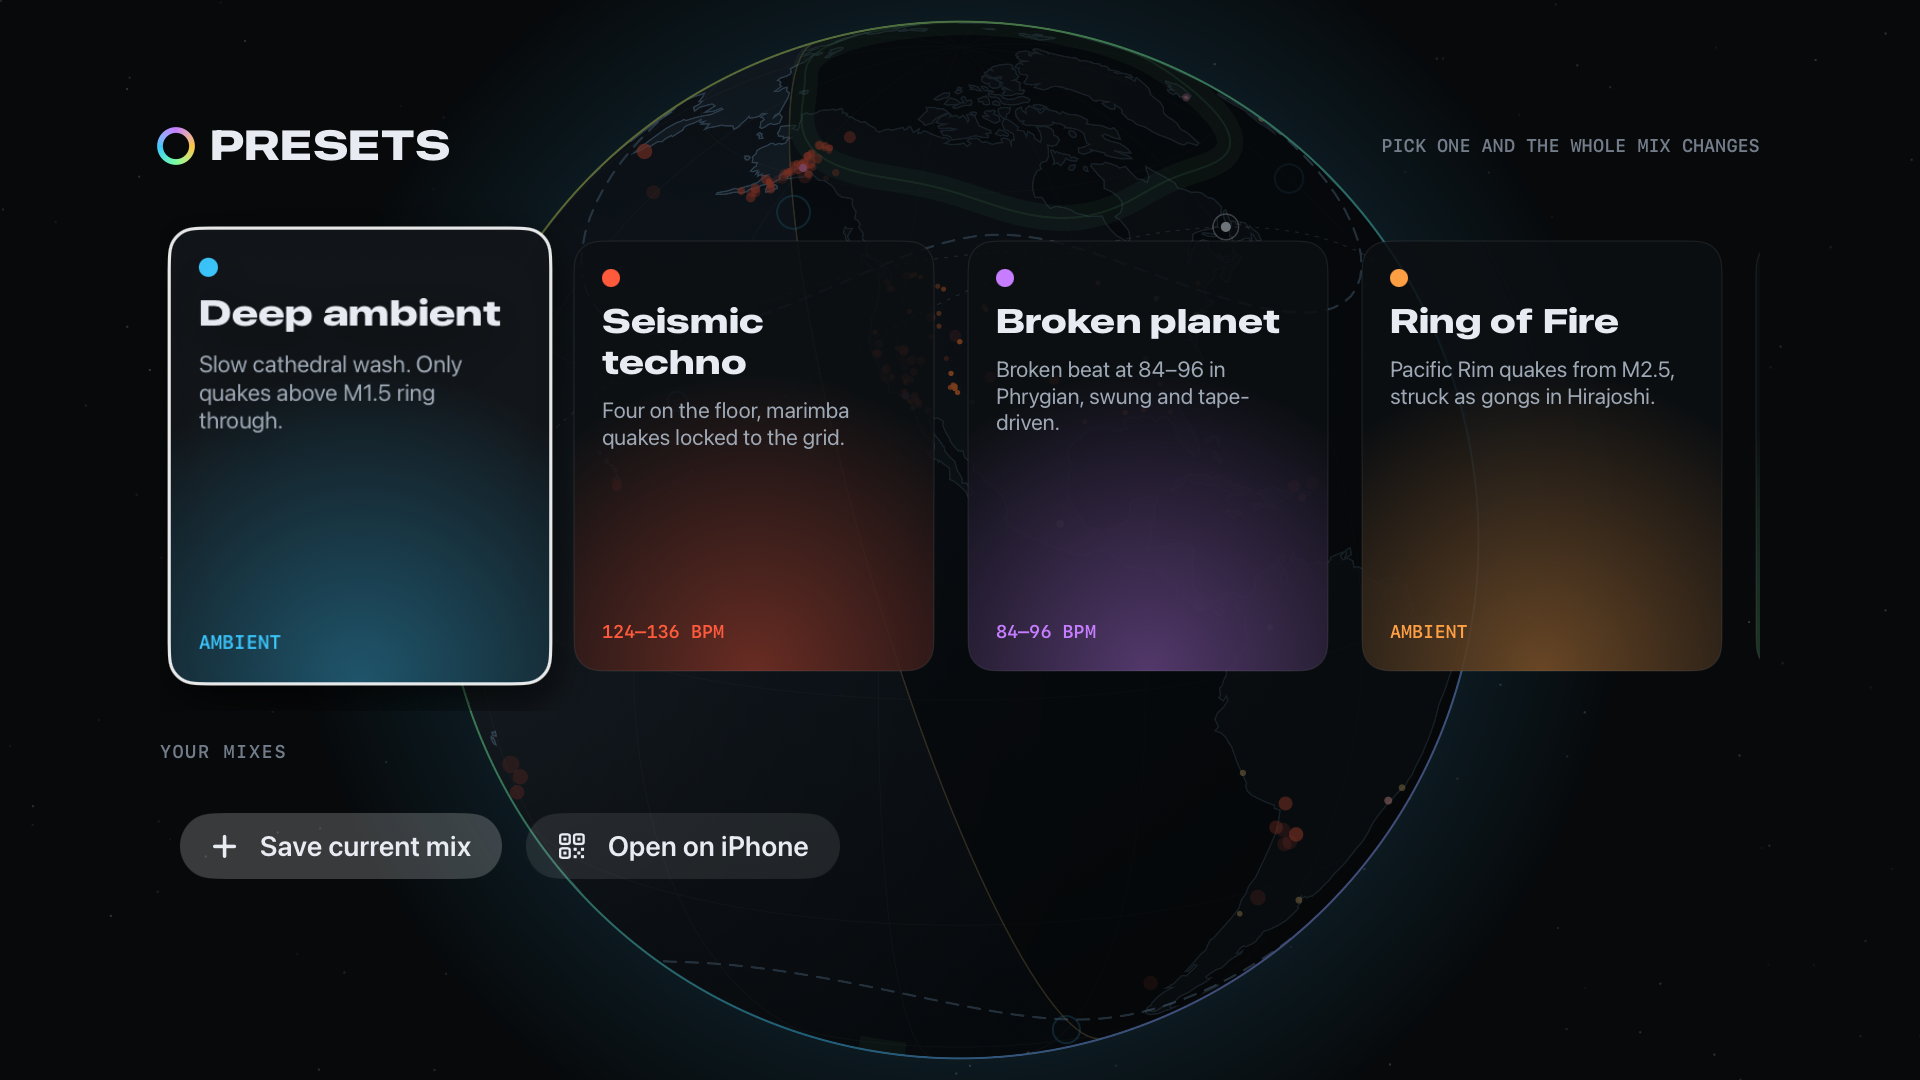 PRESETS
PICK ONE AND THE WHOLE MIX CHANGES
Deep ambient
Slow cathedral wash. Only
quakes above M1.5 ring
through.
AMBIENT
Seismic
techno
Four on the floor, marimba
quakes locked to the grid.
124–136 BPM
Broken planet
Broken beat at 84–96 in
Phrygian, swung and tape-
driven.
84–96 BPM
Ring of Fire
Pacific Rim quakes from M2.5,
struck as gongs in Hirajoshi.
AMBIENT
YOUR MIXES
Save current mix
Open on iPhone